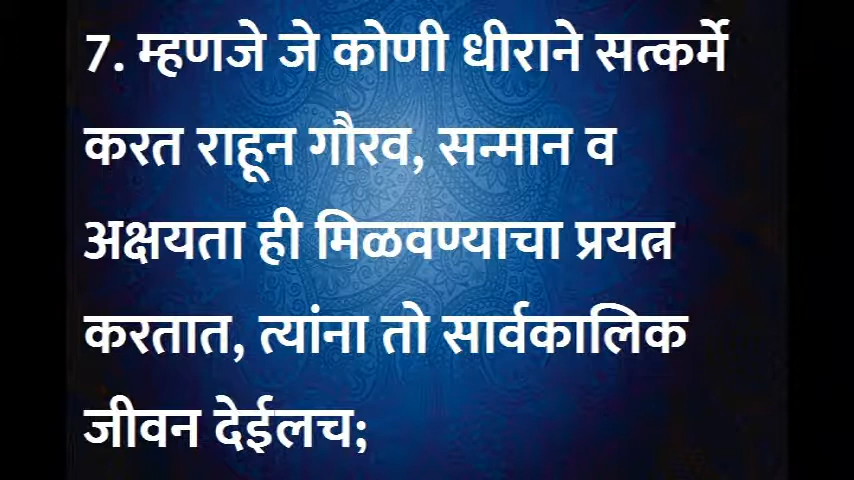 7. म्हणजे जे कोणी धीराने सत्कर्मे
करत राहून गौरव, सन्मान व
अक्षयता ही मिळवण्याचा प्रयत्न
करतात, त्यांना तो सार्वकालिक
जीवन देईलच;